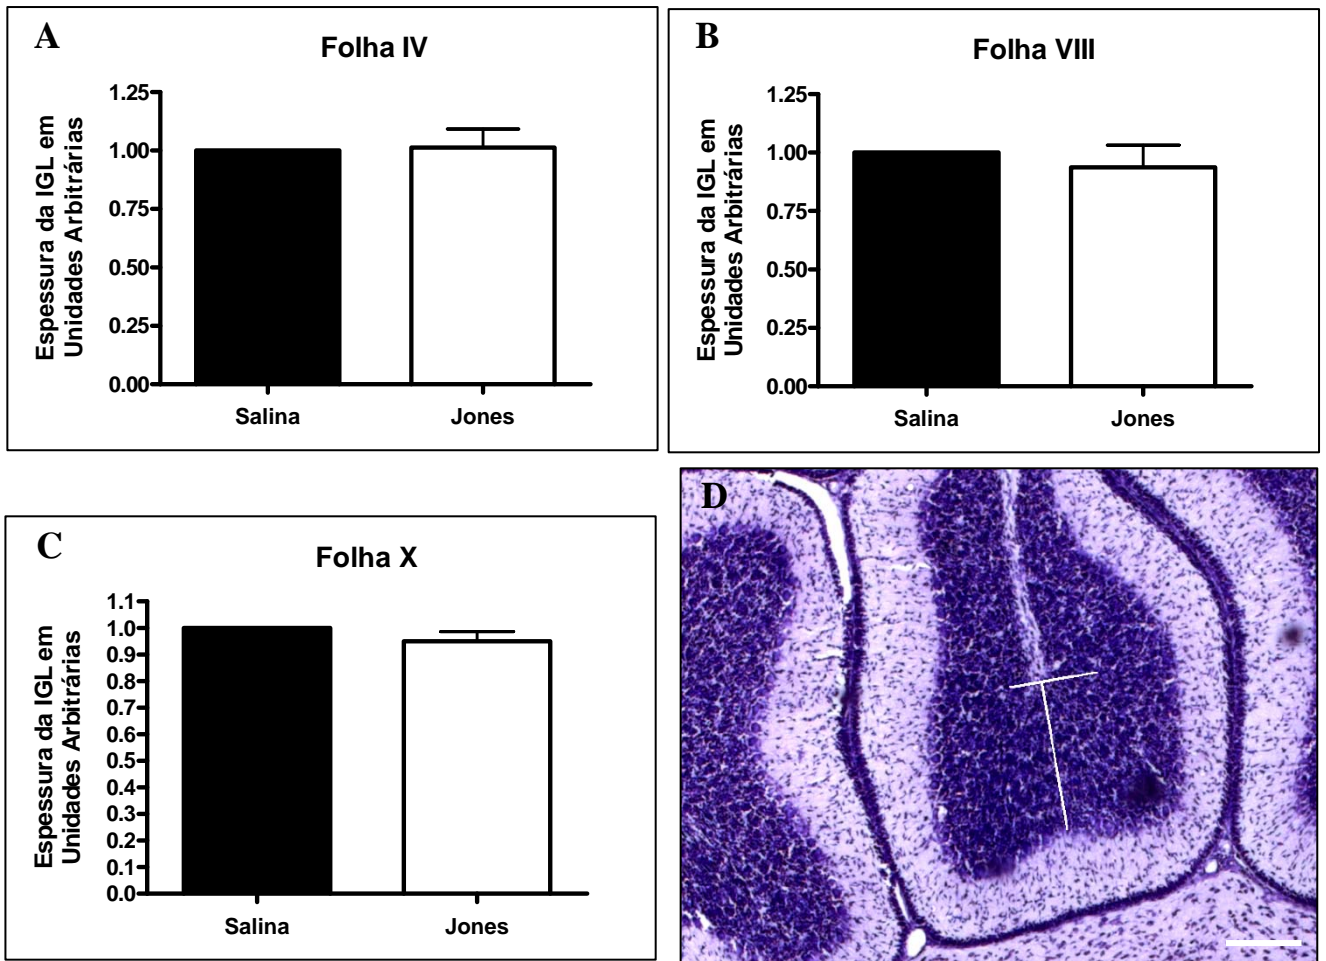 A
Folha IV
Espessura da IGL em
Unidades Arbitrárias
1.25
1.00
0.75
0.50
0.25
0.00
Salina
Jones
B
Folha VIII
Espessura da IGL em
Unidades Arbitrárias
1.25
1.00
0.75
0.50
0.25
0.00
Salina
Jones
C
Folha X
Espessura da IGL em
Unidades Arbitrárias
1.1
1.0
0.9
0.8
0.7
0.6
0.5
0.4
0.3
0.2
0.1
0.0
Salina
Jones
D